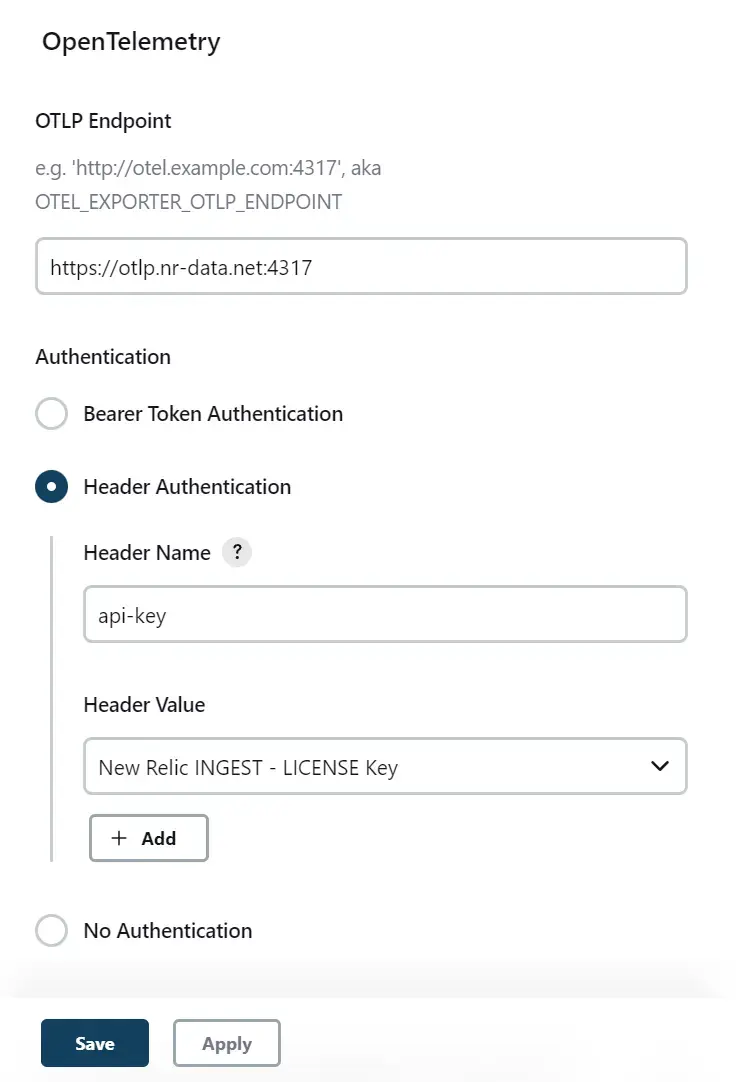 OpenTelemetry
OTLP Endpoint
e.g. 'http://otel.example.com:4317', aka
OTEL_EXPORTER_OTLP_ENDPOINT
https://otlp.nr-data.net:4317
Authentication
Bearer Token Authentication
Header Authentication
Header Name ?
api-key
Header Value
New Relic INGEST - LICENSE Key
+ Add
No Authentication
Save Apply